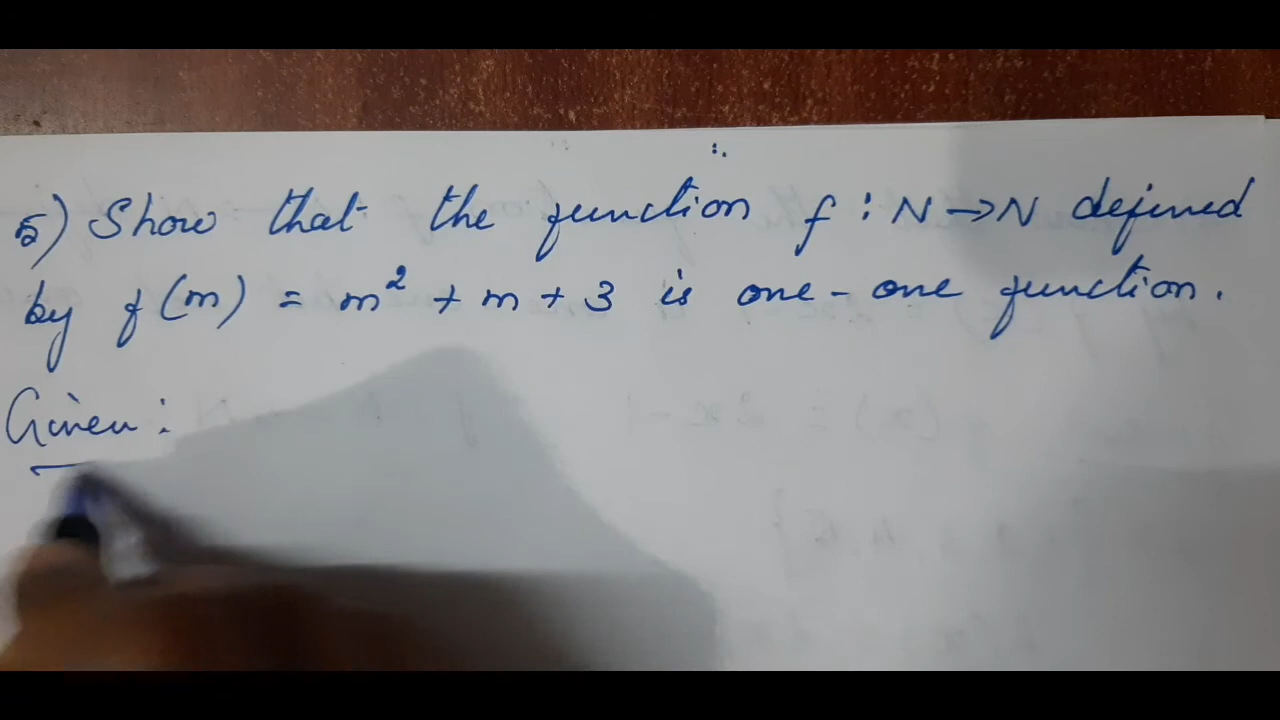 5) Show that the function f : N → N defined
by f(m) = m² + m + 3 is one-one function.
Given: